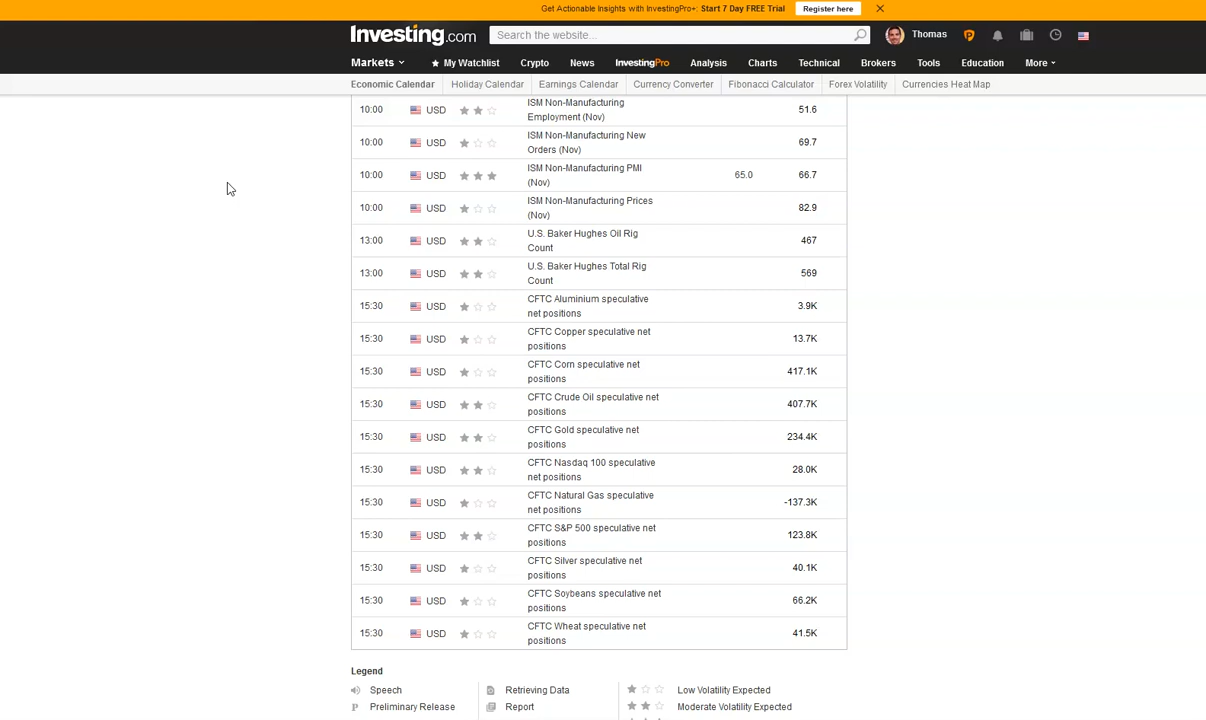 Get Actionable Insights with InvestingPro+: Start 7 Day FREE Trial Register here
Investing.com Search the website... Thomas
Markets My Watchlist Crypto News InvestingPro Analysis Charts Technical Brokers Tools Education More
Economic Calendar Holiday Calendar Earnings Calendar Currency Converter Fibonacci Calculator Forex Volatility Currencies Heat Map
10:00 USD ISM Non-Manufacturing 51.6
Employment (Nov)
10:00 USD ISM Non-Manufacturing New 69.7
Orders (Nov)
10:00 USD ISM Non-Manufacturing PMI 65.0 66.7
(Nov)
10:00 USD ISM Non-Manufacturing Prices 82.9
(Nov)
13:00 USD U.S. Baker Hughes Oil Rig 467
Count
13:00 USD U.S. Baker Hughes Total Rig 569
Count
15:30 USD CFTC Aluminium speculative 3.9K
net positions
15:30 USD CFTC Copper speculative net 13.7K
positions
15:30 USD CFTC Corn speculative net 417.1K
positions
15:30 USD CFTC Crude Oil speculative net 407.7K
positions
15:30 USD CFTC Gold speculative net 234.4K
positions
15:30 USD CFTC Nasdaq 100 speculative 28.0K
net positions
15:30 USD CFTC Natural Gas speculative -137.3K
net positions
15:30 USD CFTC S&P 500 speculative net 123.8K
positions
15:30 USD CFTC Silver speculative net 40.1K
positions
15:30 USD CFTC Soybeans speculative net 66.2K
positions
15:30 USD CFTC Wheat speculative net 41.5K
positions
Legend
Speech Retrieving Data Low Volatility Expected
P Preliminary Release Report Moderate Volatility Expected